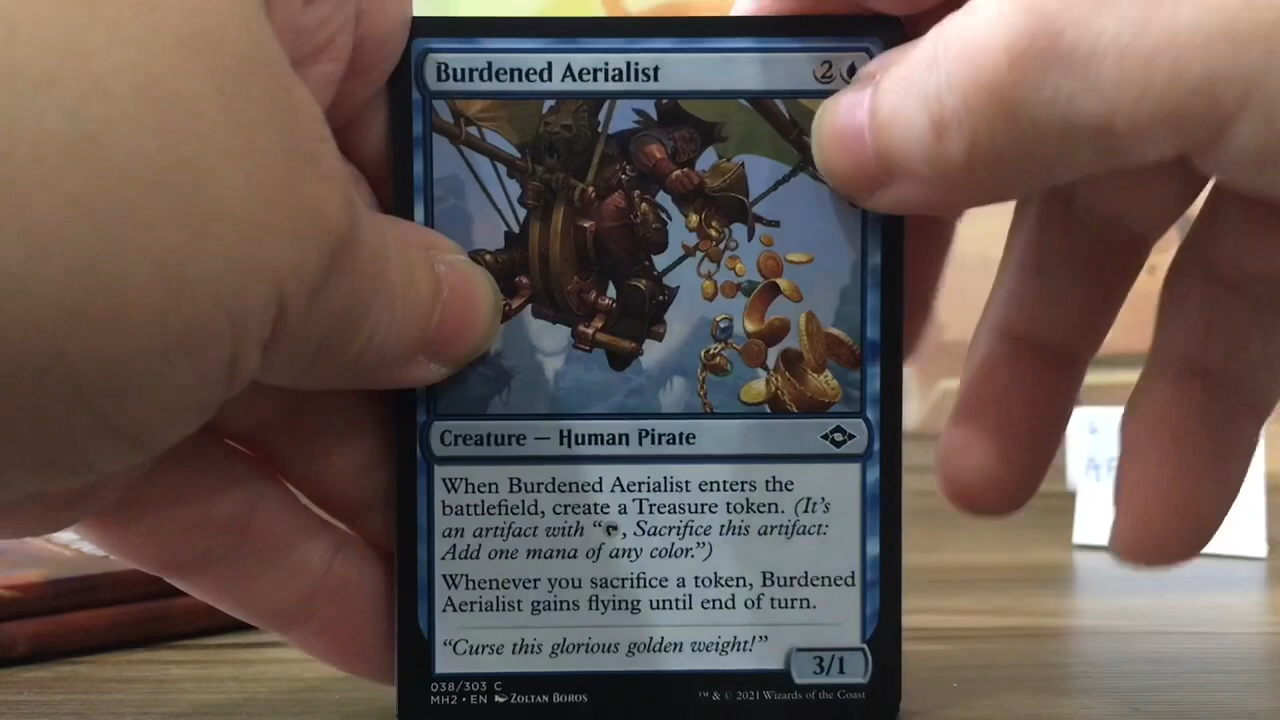 Burdened Aerialist 2
Creature — Human Pirate
When Burdened Aerialist enters the
battlefield, create a Treasure token. (It's
an artifact with “, Sacrifice this artifact:
Add one mana of any color.”)
Whenever you sacrifice a token, Burdened
Aerialist gains flying until end of turn.
“Curse this glorious golden weight!”
3/1
038/303 C
MH2 • EN Zoltan Boros
™ & © 2021 Wizards of the Coast